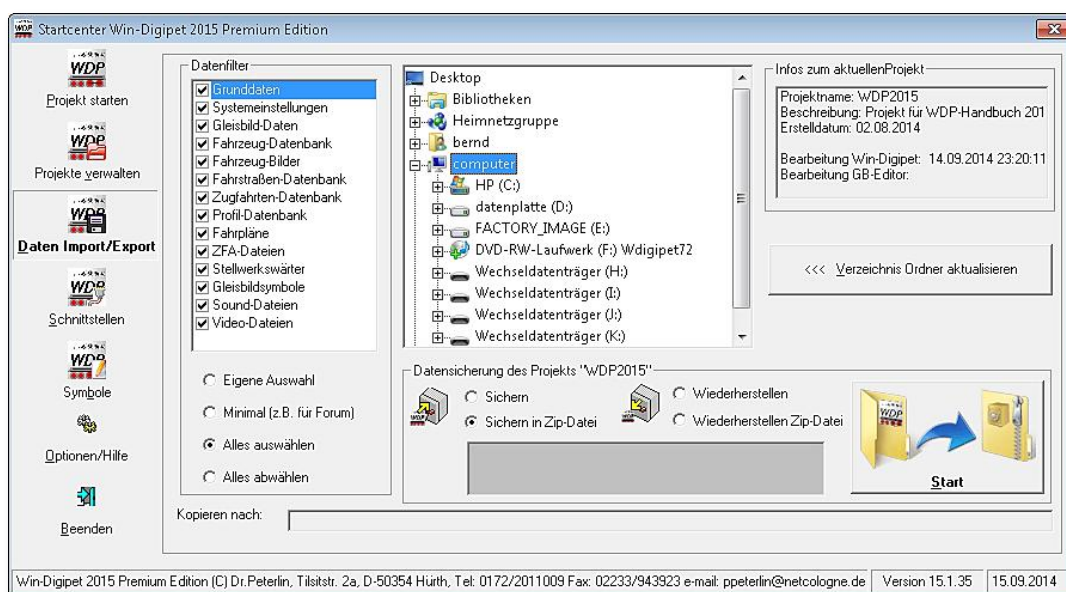 Startcenter Win-Digipet 2015 Premium Edition
WDP
Projekt starten
WDP
Projekte verwalten
WDP
Daten Import/Export
WDP
Schnittstellen
WDP
Symbole
Optionen/Hilfe
Beenden
Datenfilter
Grunddaten
Systemeinstellungen
Gleisbild-Daten
Fahrzeug-Datenbank
Fahrzeug-Bilder
Fahrstraßen-Datenbank
Zugfahrten-Datenbank
Profil-Datenbank
Fahrpläne
ZFA-Dateien
Stellwerkswärter
Gleisbildsymbole
Sound-Dateien
Video-Dateien
Eigene Auswahl
Minimal (z.B. für Forum)
Alles auswählen
Alles abwählen
Desktop
Bibliotheken
Heimnetzgruppe
bernd
computer
HP (C:)
datenplatte (D:)
FACTORY_IMAGE (E:)
DVD-RW-Laufwerk (F:) Wdigipet72
Wechseldatenträger (H:)
Wechseldatenträger (I:)
Wechseldatenträger (J:)
Wechseldatenträger (K:)
Infos zum aktuellenProjekt
Projektname: WDP2015
Beschreibung: Projekt für WDP-Handbuch 201
Erstelldatum: 02.08.2014
Bearbeitung Win-Digipet: 14.09.2014 23:20:11
Bearbeitung GB-Editor:
<<< Verzeichnis Ordner aktualisieren
Datensicherung des Projekts "WDP2015"
Sichern
Sichern in Zip-Datei
Wiederherstellen
Wiederherstellen Zip-Datei
WDP
Start
Kopieren nach:
Win-Digipet 2015 Premium Edition (C) Dr.Peterlin, Tilsitstr. 2a, D-50354 Hürth, Tel: 0172/2011009 Fax: 02233/943923 e-mail: ppeterlin@netcologne.de
Version 15.1.35
15.09.2014